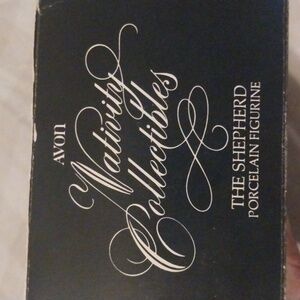 AVON
Nativity
Collectibles
THE SHEPHERD
PORCELAIN FIGURINE